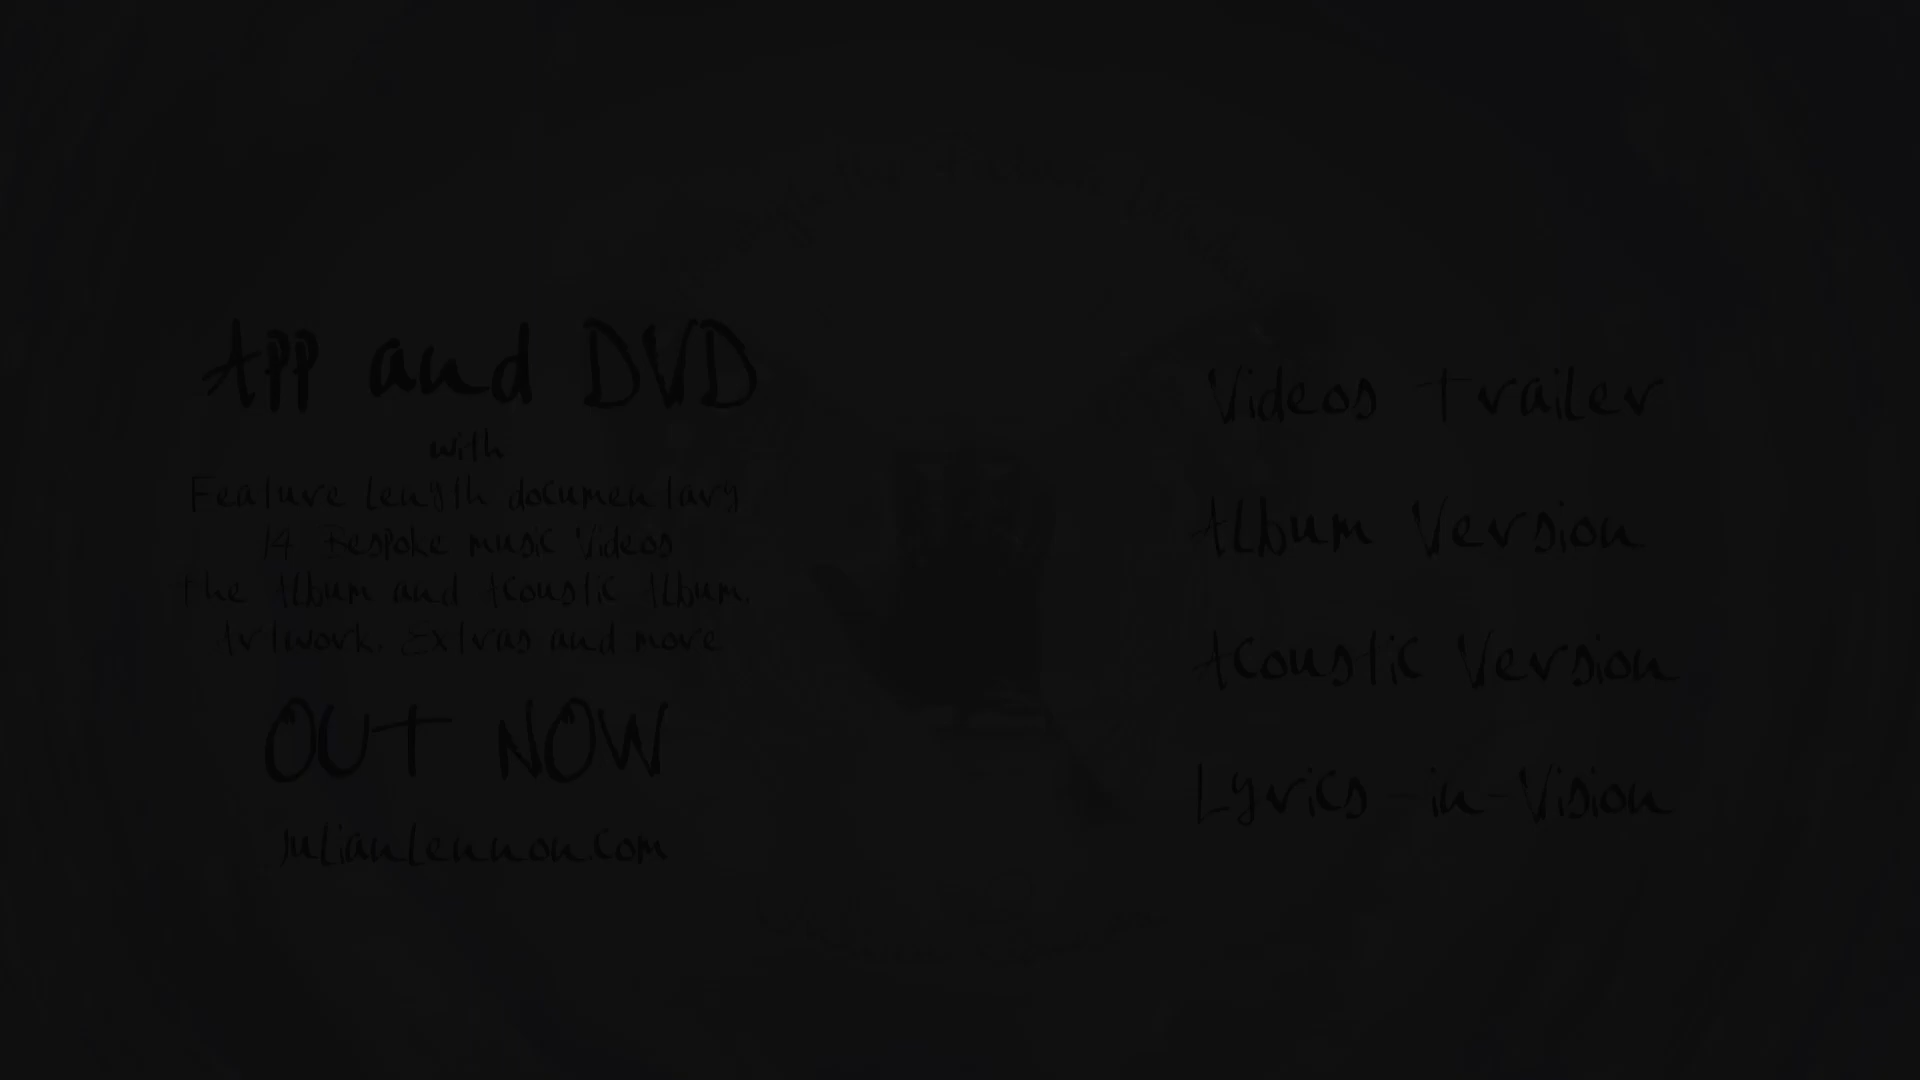 App and DVD
with
Feature Length documentary
14 Bespoke music Videos
The Album and Acoustic Album.
Artwork. Extras and more
OUT NOW
JulianLennon.com
Videos Trailer
Album Version
Acoustic Version
Lyrics-in-Vision